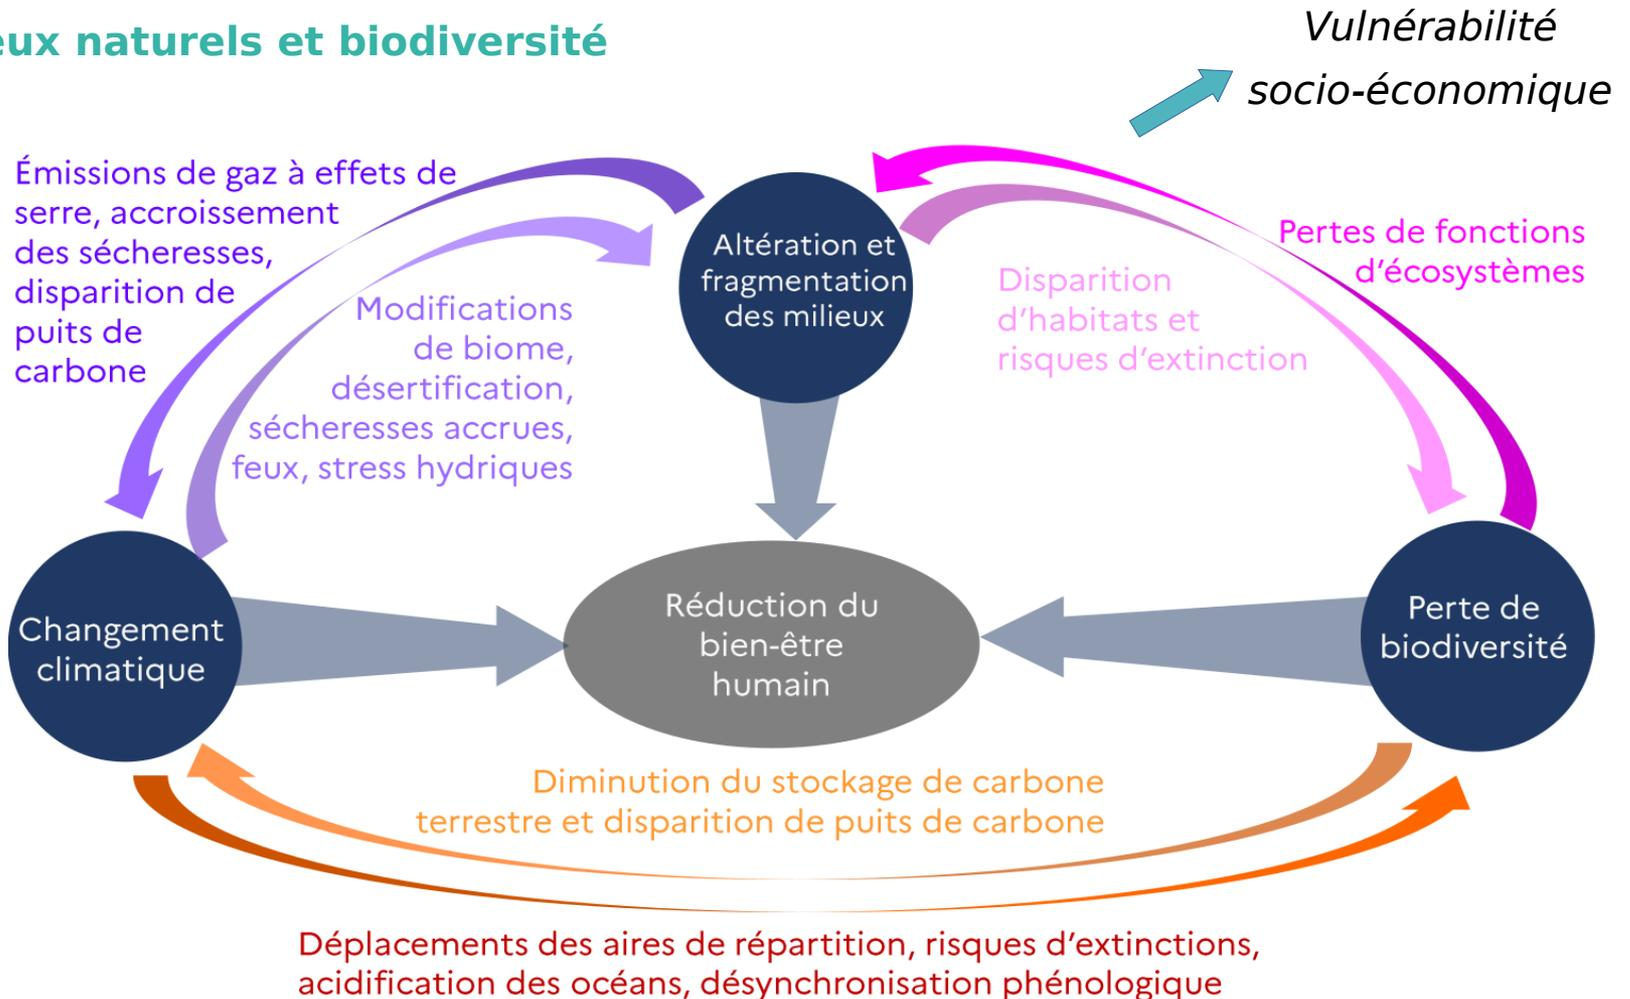 eux naturels et biodiversité
Vulnérabilité
socio-économique
Émissions de gaz à effets de
serre, accroissement
des sécheresses,
disparition de
puits de
carbone
Modifications
de biome,
désertification,
sécheresses accrues,
feux, stress hydriques
Altération et
fragmentation
des milieux
Disparition
d’habitats et
risques d’extinction
Pertes de fonctions
d’écosystèmes
Changement
climatique
Réduction du
bien-être
humain
Perte de
biodiversité
Diminution du stockage de carbone
terrestre et disparition de puits de carbone
Déplacements des aires de répartition, risques d’extinctions,
acidification des océans, désynchronisation phénologique